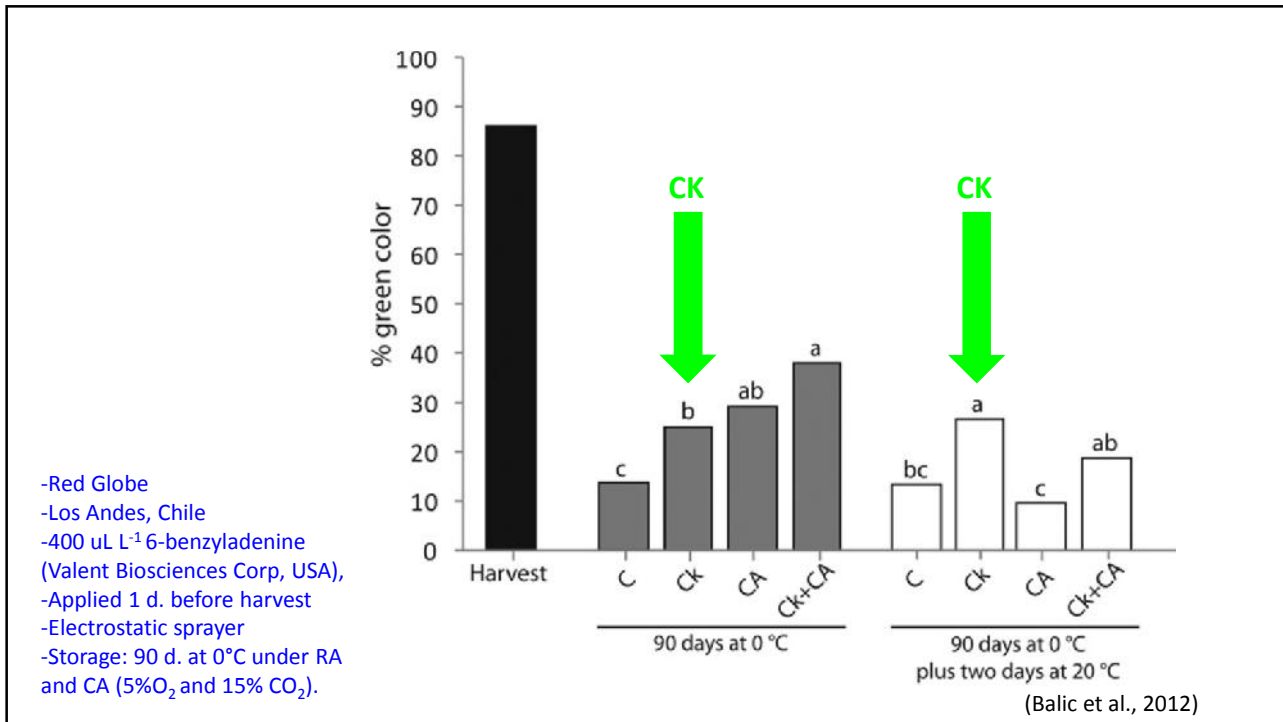 100
90
80
70
60
50
40
30
20
10
0
% green color
CK
CK
c
b
ab
a
a
bc
c
ab
Harvest
C
Ck
CA
Ck+CA
C
Ck
CA
Ck+CA
90 days at 0 °C
90 days at 0 °C
plus two days at 20 °C
-Red Globe
-Los Andes, Chile
-400 uL L⁻¹ 6-benzyladenine
(Valent Biosciences Corp, USA),
-Applied 1 d. before harvest
-Electrostatic sprayer
-Storage: 90 d. at 0°C under RA
and CA (5%O₂ and 15% CO₂).
(Balic et al., 2012)